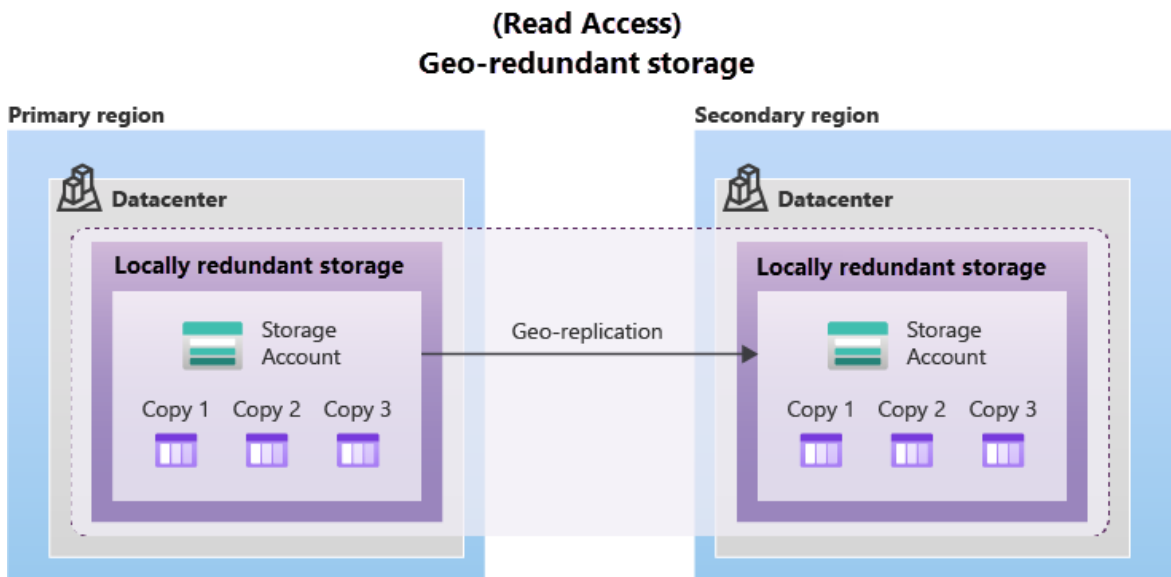 (Read Access)
Geo-redundant storage
Primary region
Secondary region
Datacenter
Datacenter
Locally redundant storage
Locally redundant storage
Storage
Account
Geo-replication
Storage
Account
Copy 1 Copy 2 Copy 3
Copy 1 Copy 2 Copy 3